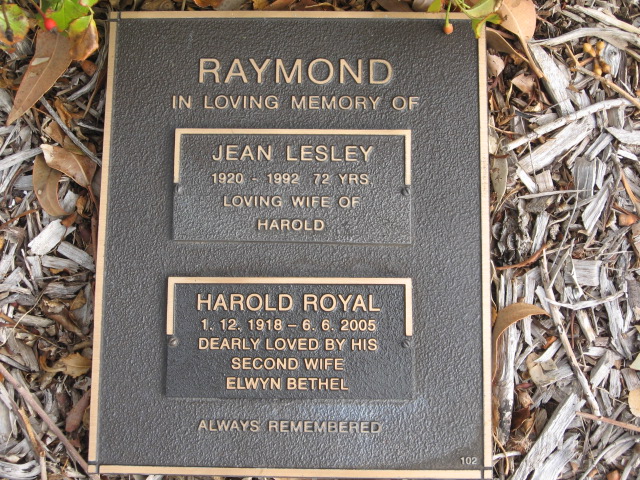 RAYMOND
IN LOVING MEMORY OF
JEAN LESLEY
1920 - 1992 72 YRS.
LOVING WIFE OF
HAROLD
HAROLD ROYAL
1. 12. 1918 - 6. 6. 2005
DEARLY LOVED BY HIS
SECOND WIFE
ELWYN BETHEL
ALWAYS REMEMBERED
102